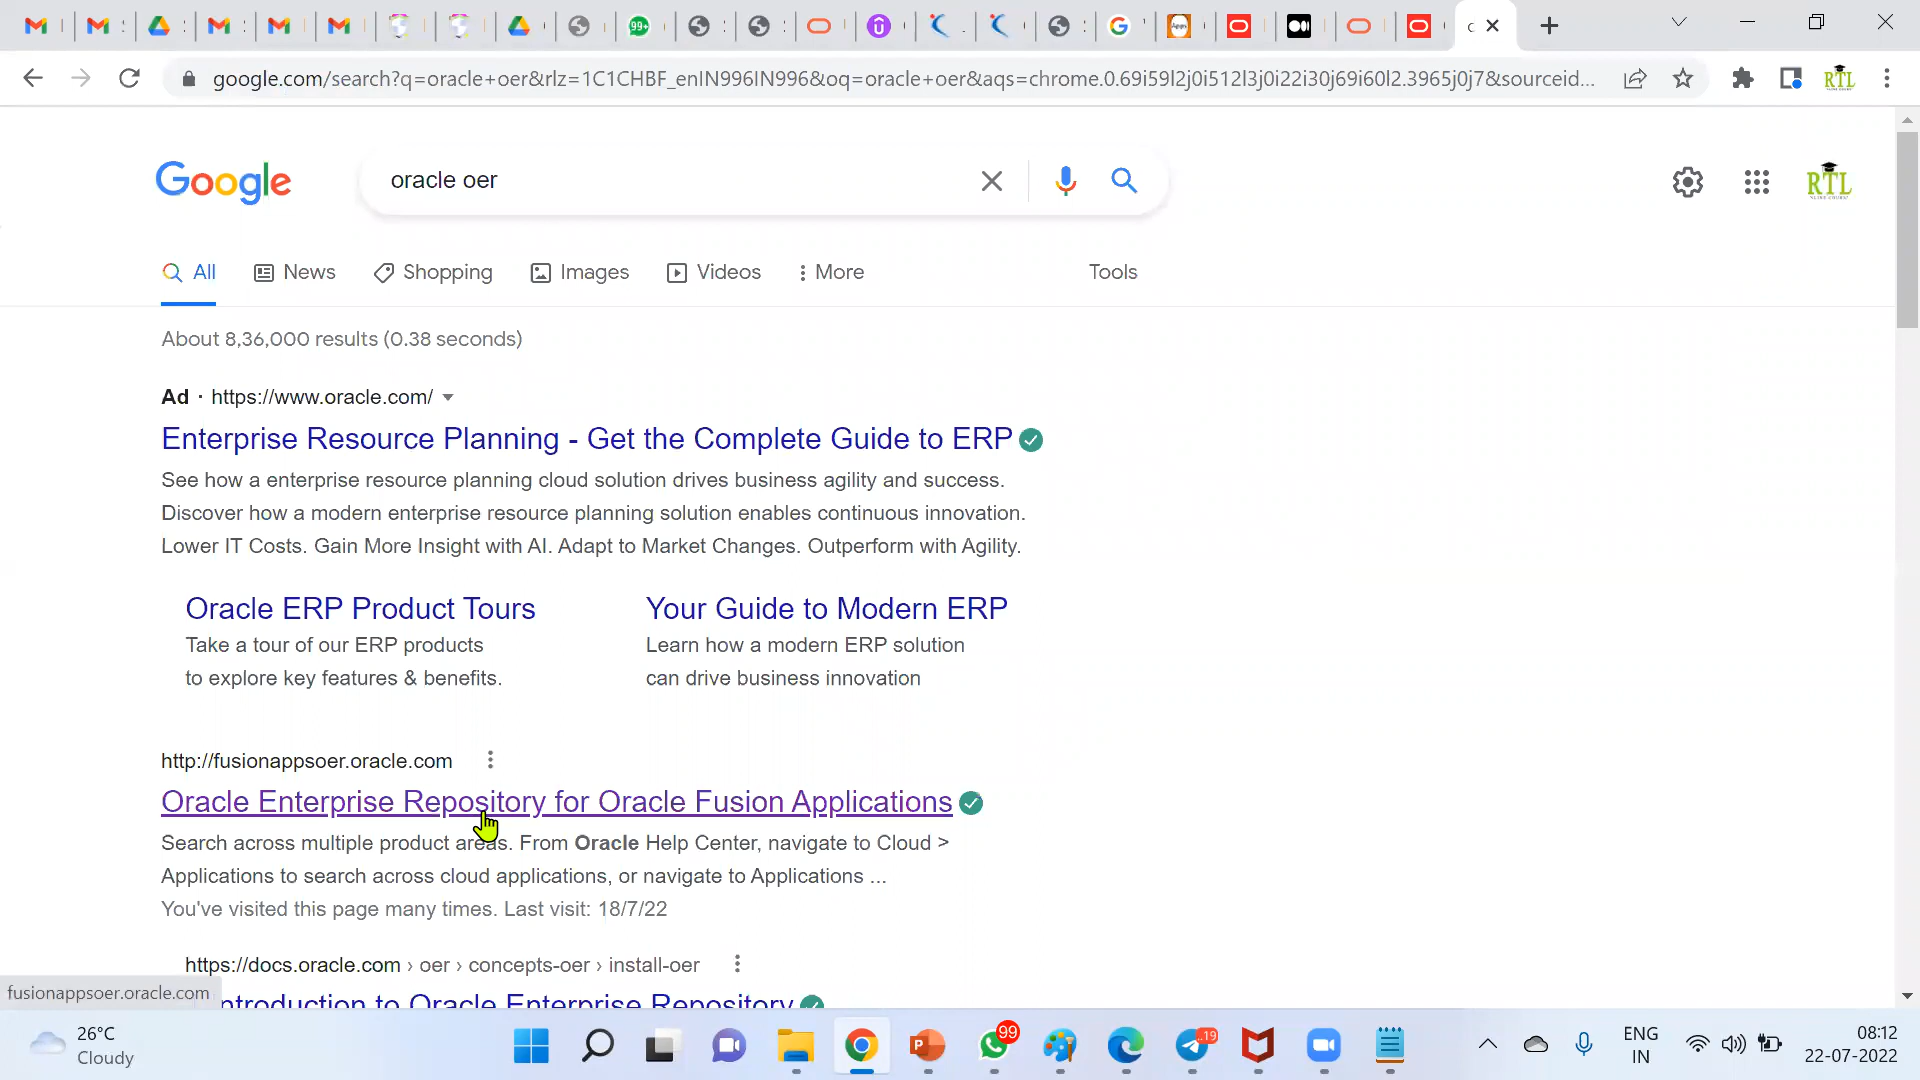 google.com/search?q=oracle+oer&rlz=1C1CHBF_enIN996IN996&oq=oracle+oer&aqs=chrome.0.69i59l2j0i512l3j0i22i30j69i60l2.3965j0j7&sourceid...
RTL
Google
oracle oer
RTL
All
News
Shopping
Images
Videos
More
Tools
About 8,36,000 results (0.38 seconds)
Ad · https://www.oracle.com/
Enterprise Resource Planning - Get the Complete Guide to ERP
See how a enterprise resource planning cloud solution drives business agility and success.
Discover how a modern enterprise resource planning solution enables continuous innovation.
Lower IT Costs. Gain More Insight with AI. Adapt to Market Changes. Outperform with Agility.
Oracle ERP Product Tours
Your Guide to Modern ERP
Take a tour of our ERP products
Learn how a modern ERP solution
to explore key features & benefits.
can drive business innovation
http://fusionappsoer.oracle.com
Oracle Enterprise Repository for Oracle Fusion Applications
Search across multiple product areas. From Oracle Help Center, navigate to Cloud >
Applications to search across cloud applications, or navigate to Applications ...
You've visited this page many times. Last visit: 18/7/22
https://docs.oracle.com › oer › concepts-oer › install-oer
fusionappsoer.oracle.com
ntroduction to Oracle Enterprise Repository
26°C
Cloudy
99
19
ENG
IN
08:12
22-07-2022